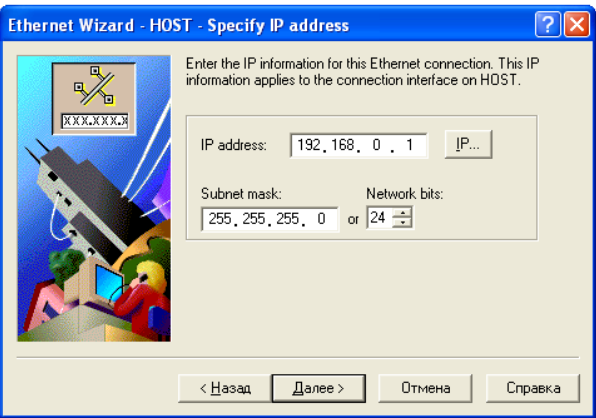 Ethernet Wizard - HOST - Specify IP address
Enter the IP information for this Ethernet connection. This IP
information applies to the connection interface on HOST.
XXX.XXX.X
IP address: 192.168. 0 . 1 IP...
Subnet mask: Network bits:
255.255.255. 0 or 24
< Назад Далее > Отмена Справка